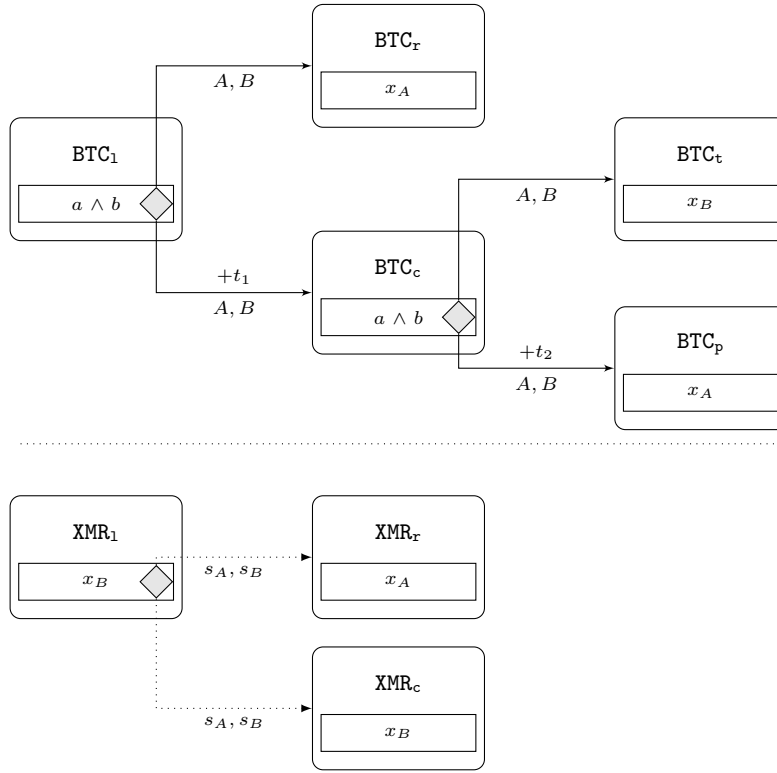 BTC_r
x_A
A, B
BTC_l
a ∧ b
BTC_t
x_B
A, B
+t_1
A, B
BTC_c
a ∧ b
BTC_p
x_A
+t_2
A, B
XMR_l
x_B
XMR_r
x_A
s_A, s_B
XMR_c
x_B
s_A, s_B